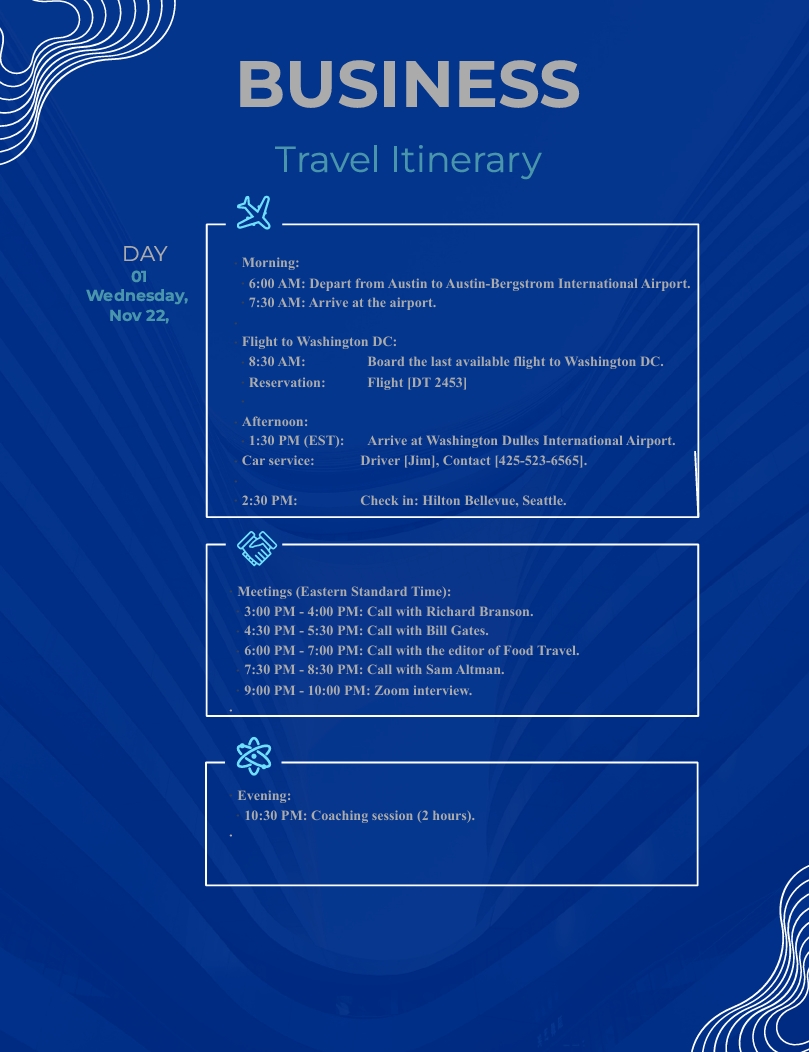 BUSINESS
Travel Itinerary
DAY
01
Wednesday,
Nov 22,
Morning:
6:00 AM: Depart from Austin to Austin-Bergstrom International Airport.
7:30 AM: Arrive at the airport.
Flight to Washington DC:
8:30 AM: Board the last available flight to Washington DC.
Reservation: Flight [DT 2453]
Afternoon:
1:30 PM (EST): Arrive at Washington Dulles International Airport.
Car service: Driver [Jim], Contact [425-523-6565].
2:30 PM: Check in: Hilton Bellevue, Seattle.
Meetings (Eastern Standard Time):
3:00 PM - 4:00 PM: Call with Richard Branson.
4:30 PM - 5:30 PM: Call with Bill Gates.
6:00 PM - 7:00 PM: Call with the editor of Food Travel.
7:30 PM - 8:30 PM: Call with Sam Altman.
9:00 PM - 10:00 PM: Zoom interview.
Evening:
10:30 PM: Coaching session (2 hours).